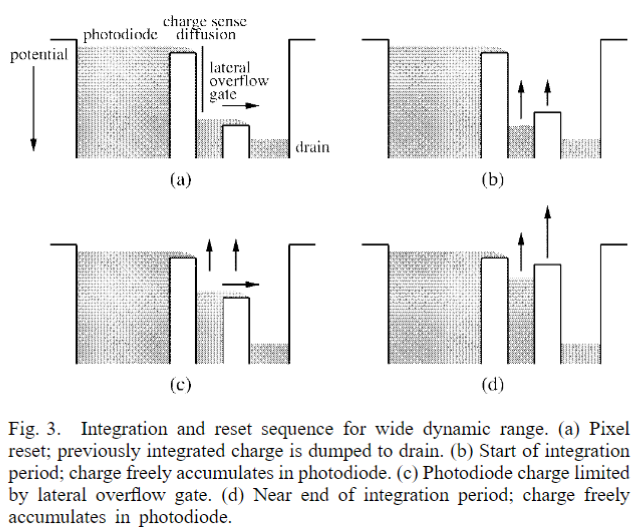 charge sense
photodiode diffusion
potential
lateral
overflow
gate
drain
(a)
(b)
(c)
(d)
Fig. 3. Integration and reset sequence for wide dynamic range. (a) Pixel
reset; previously integrated charge is dumped to drain. (b) Start of integration
period; charge freely accumulates in photodiode. (c) Photodiode charge limited
by lateral overflow gate. (d) Near end of integration period; charge freely
accumulates in photodiode.